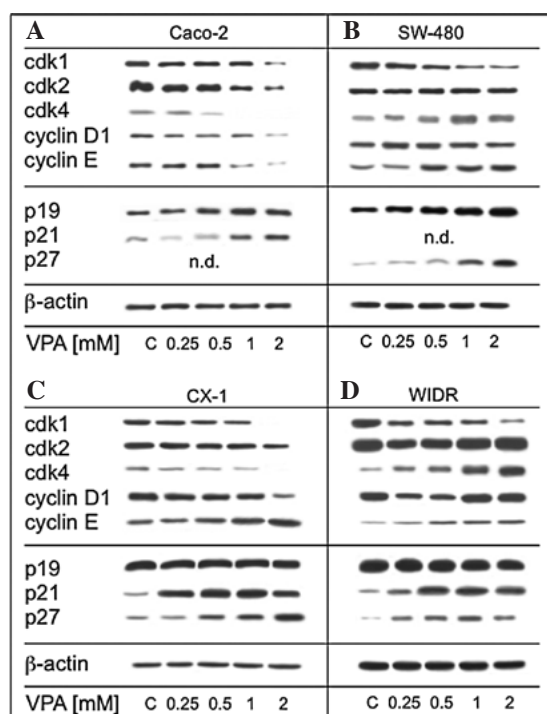 A Caco-2 B SW-480
cdk1
cdk2
cdk4
cyclin D1
cyclin E
p19
p21
n.d.
p27
n.d.
β-actin
VPA [mM] C 0.25 0.5 1 2 C 0.25 0.5 1 2
C CX-1 D WIDR
cdk1
cdk2
cdk4
cyclin D1
cyclin E
p19
p21
p27
β-actin
VPA [mM] C 0.25 0.5 1 2 C 0.25 0.5 1 2